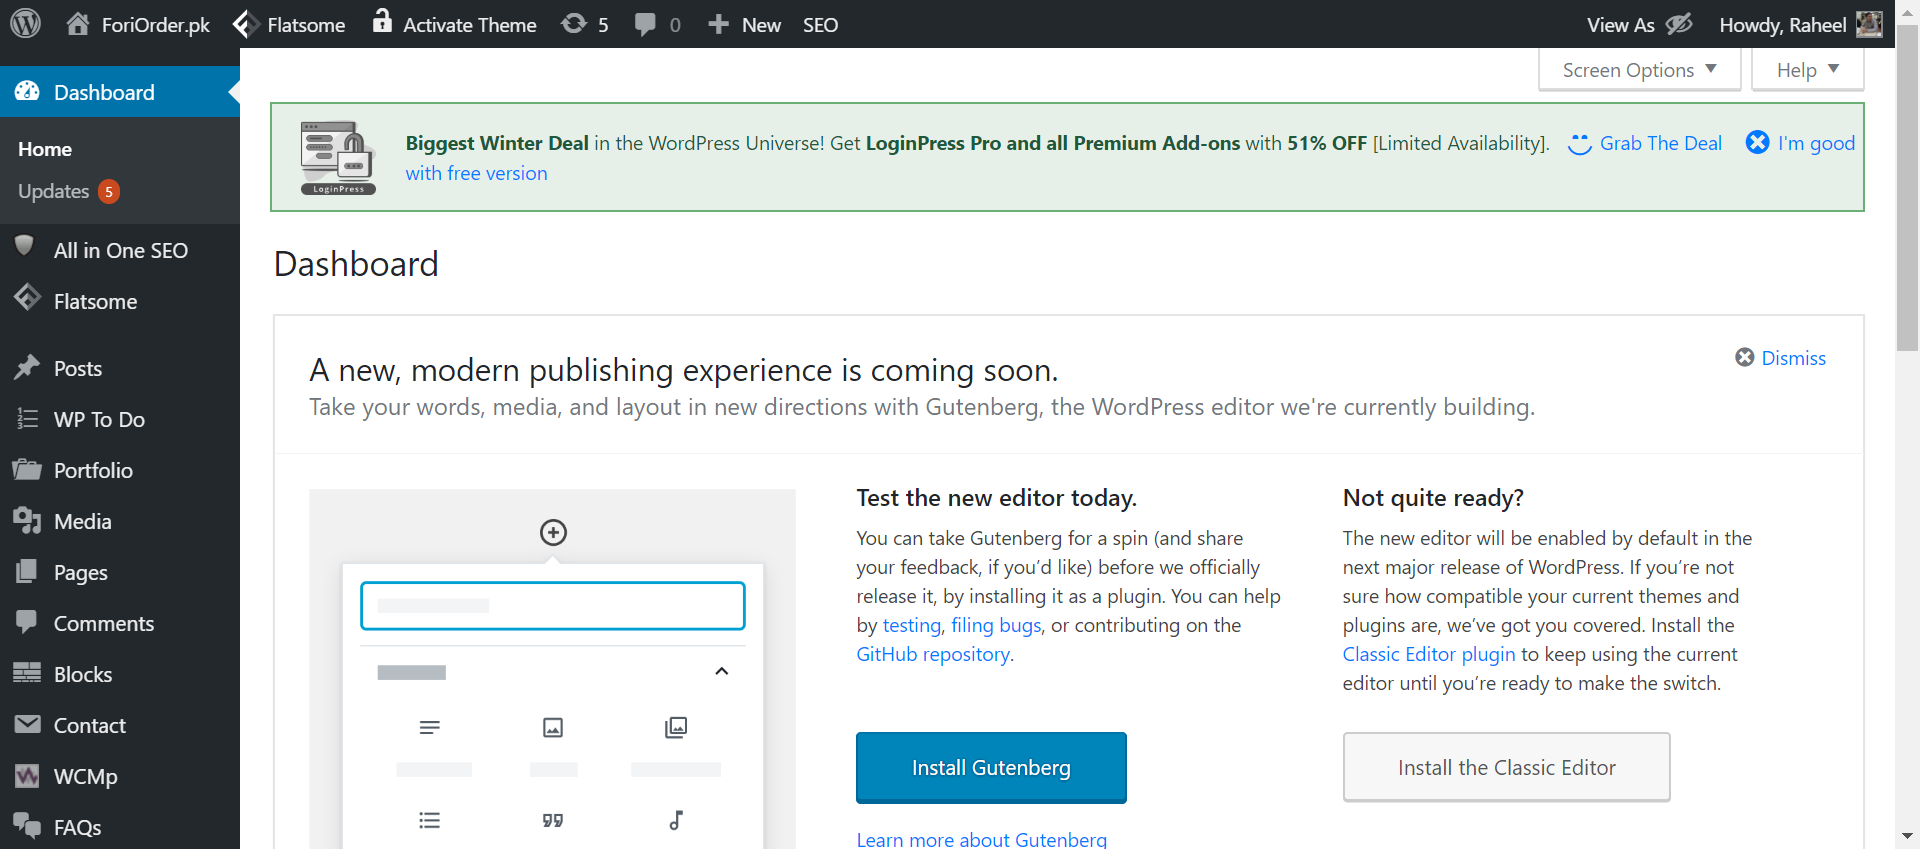 ForiOrder.pk Flatsome Activate Theme 5 0 New SEO View As Howdy, Raheel
Dashboard
Home
Updates 5
All in One SEO
Flatsome
Posts
WP To Do
Portfolio
Media
Pages
Comments
Blocks
Contact
WCMp
FAQs
Screen Options Help
LoginPress
Biggest Winter Deal in the WordPress Universe! Get LoginPress Pro and all Premium Add-ons with 51% OFF [Limited Availability]. Grab The Deal I'm good
with free version
Dashboard
A new, modern publishing experience is coming soon.
Dismiss
Take your words, media, and layout in new directions with Gutenberg, the WordPress editor we're currently building.
Test the new editor today.
You can take Gutenberg for a spin (and share
your feedback, if you’d like) before we officially
release it, by installing it as a plugin. You can help
by testing, filing bugs, or contributing on the
GitHub repository.
Install Gutenberg
Learn more about Gutenberg
Not quite ready?
The new editor will be enabled by default in the
next major release of WordPress. If you’re not
sure how compatible your current themes and
plugins are, we’ve got you covered. Install the
Classic Editor plugin to keep using the current
editor until you’re ready to make the switch.
Install the Classic Editor